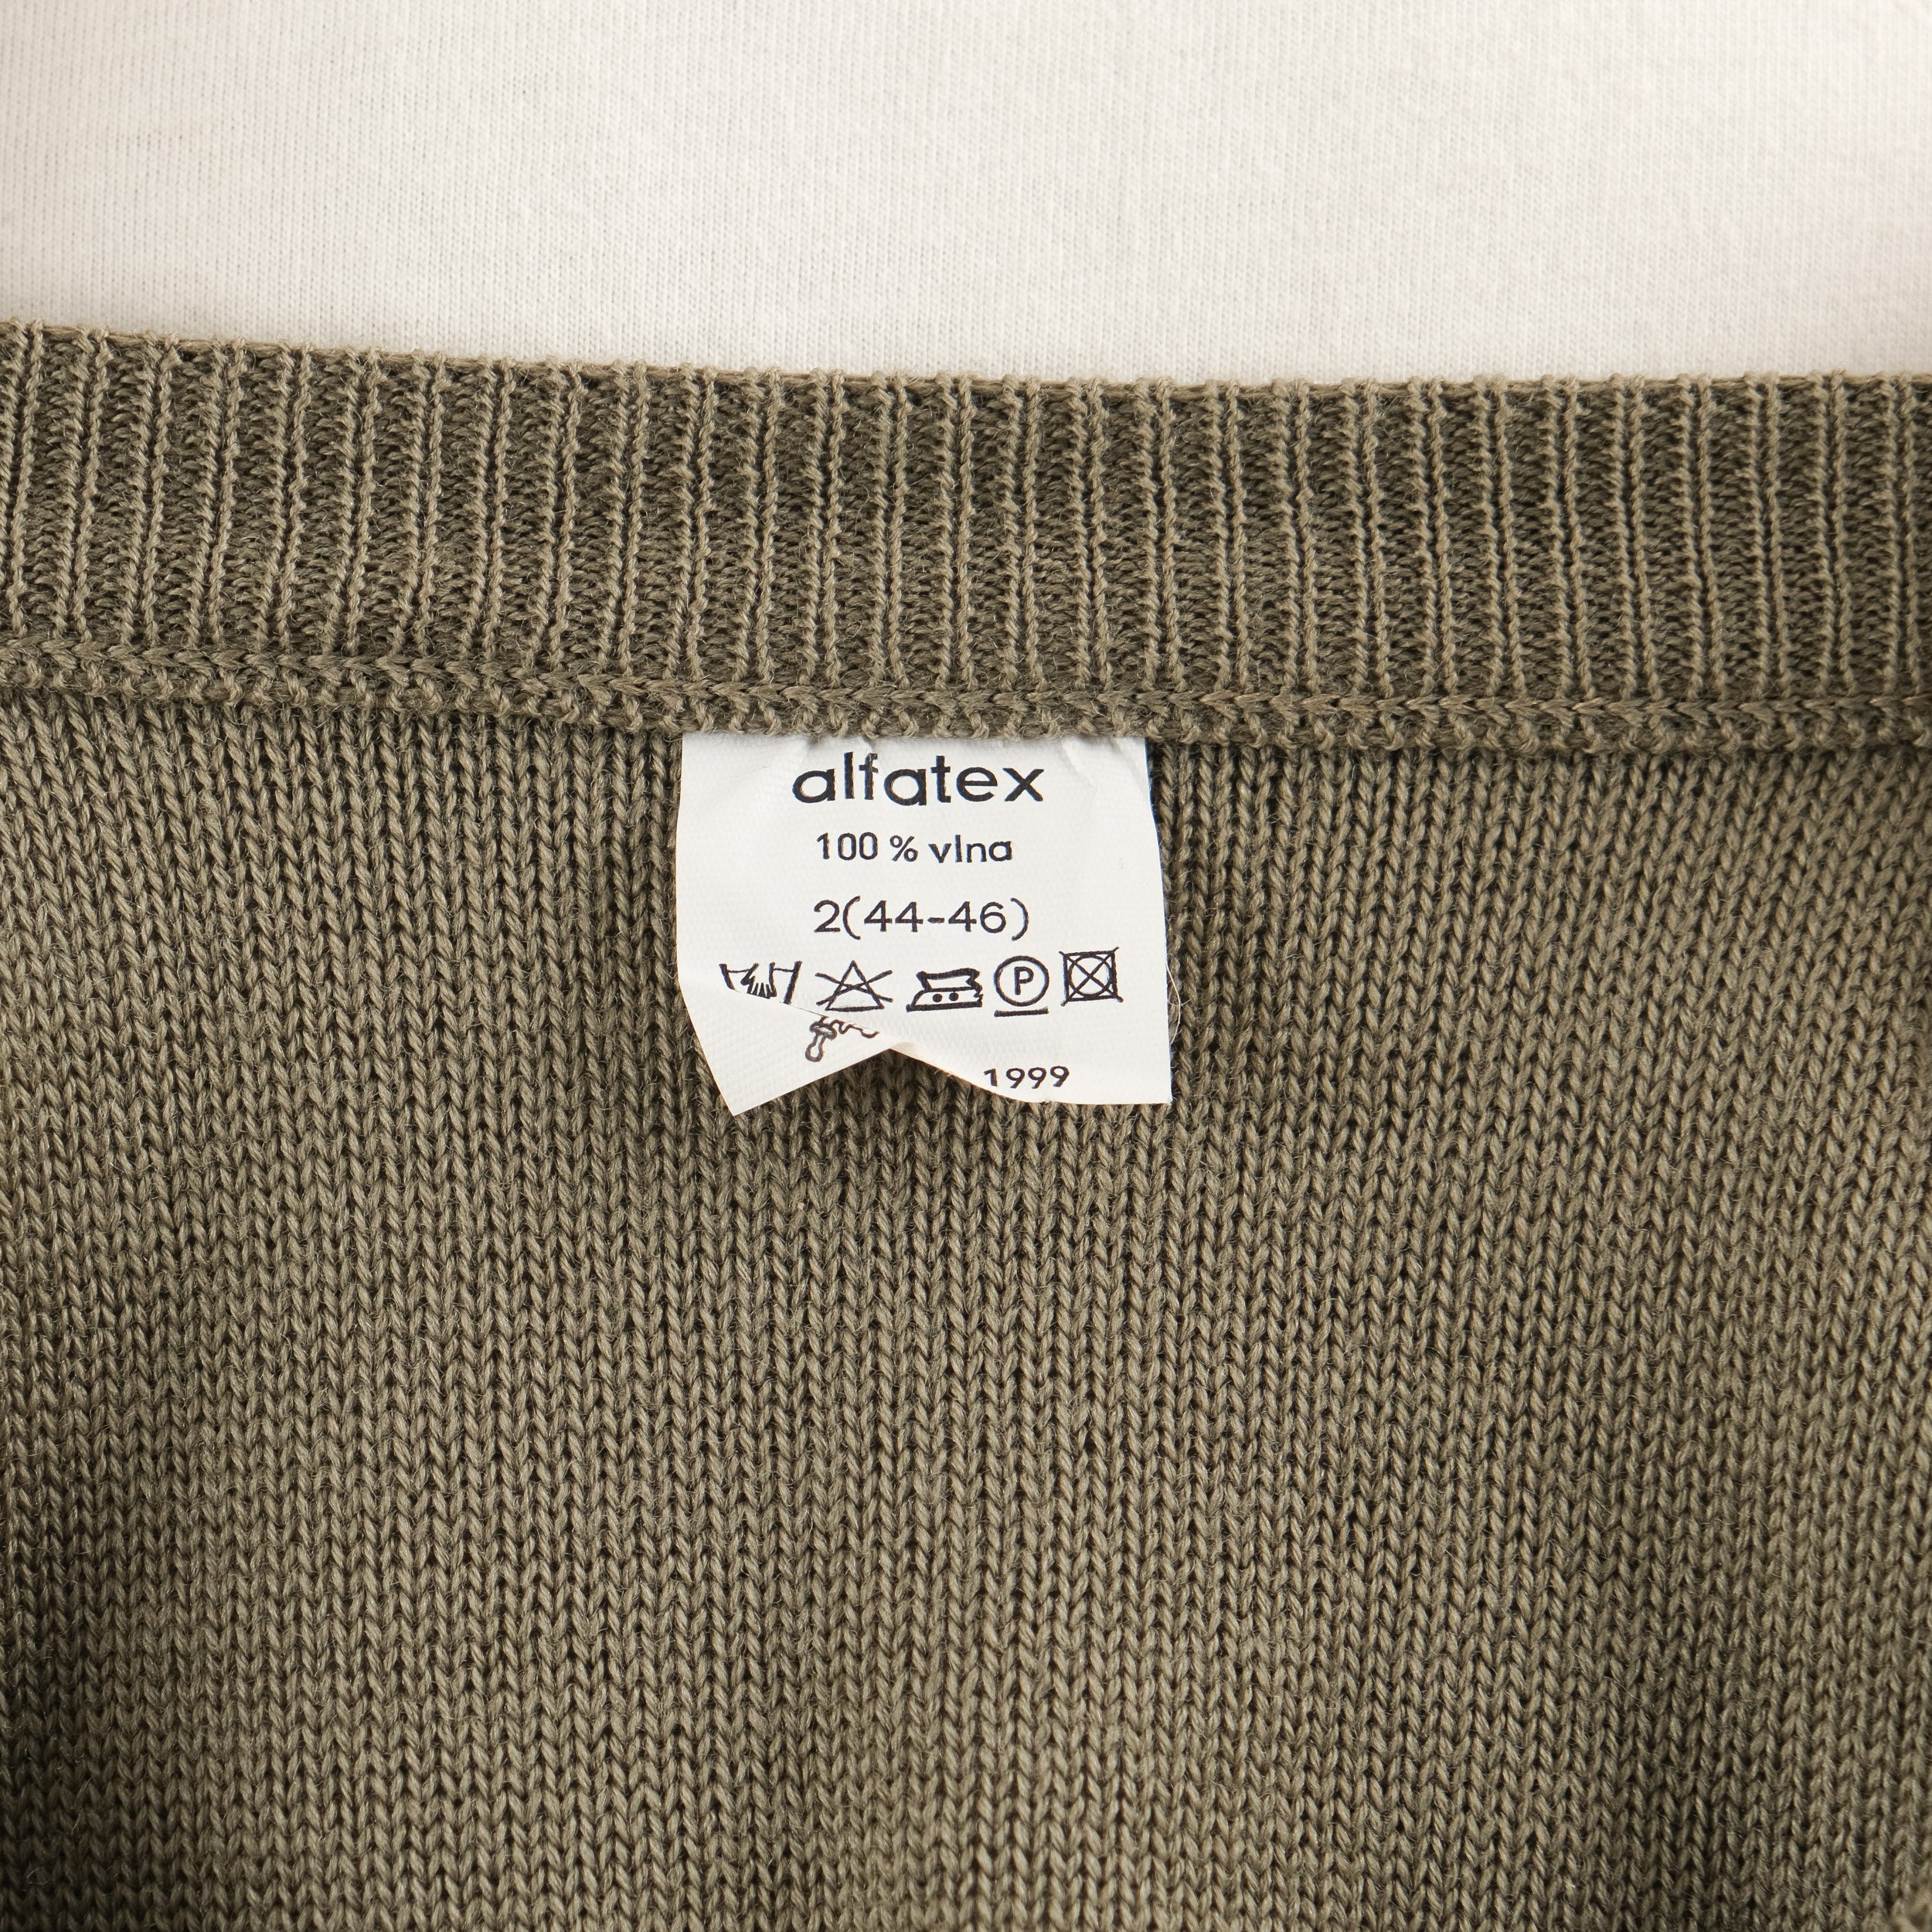 alfatex
100 % vlna
2(44-46)
P
1999